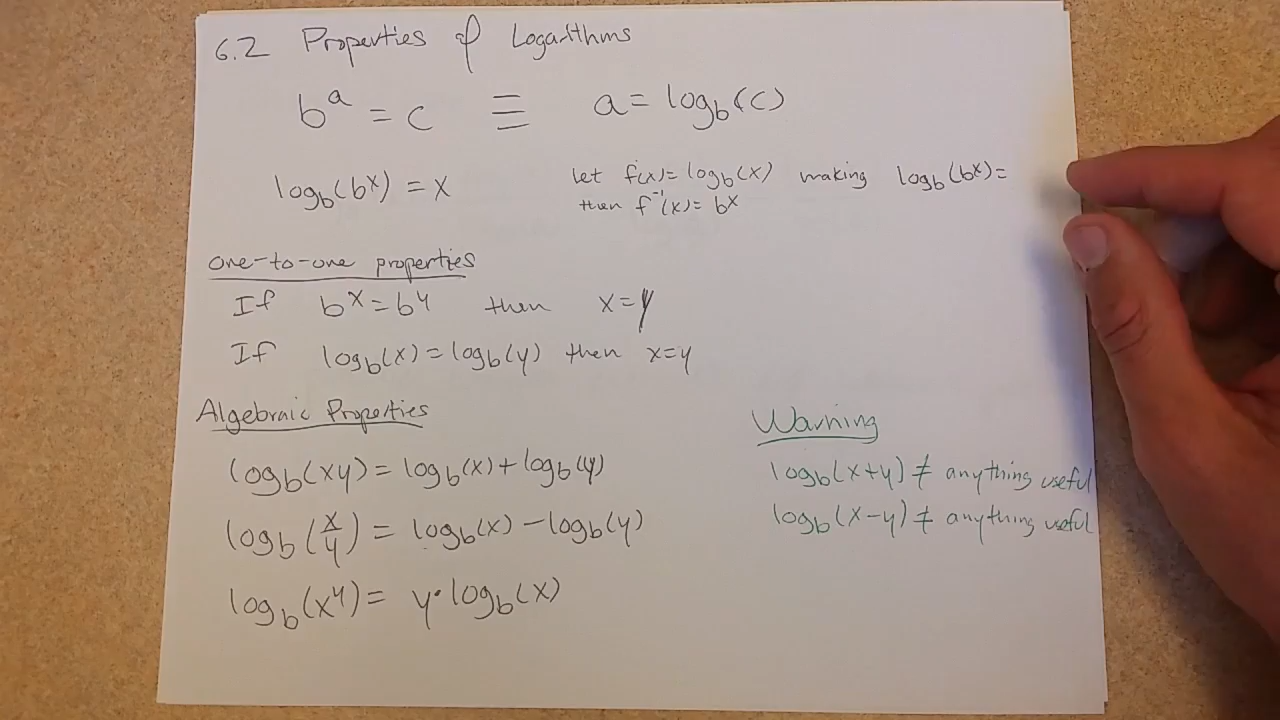 6.2 Properties of Logarithms
b^a = c ≡ a = log_b(c)
log_b(b^x) = x
let f(x) = log_b(x) making log_b(b^x) =
then f^-1(x) = b^x
one-to-one properties
If b^x = b^y then x = y
If log_b(x) = log_b(y) then x = y
Algebraic Properties
log_b(xy) = log_b(x) + log_b(y)
log_b(x/y) = log_b(x) - log_b(y)
log_b(x^y) = y·log_b(x)
Warning
log_b(x+y) ≠ anything useful
log_b(x-y) ≠ anything useful